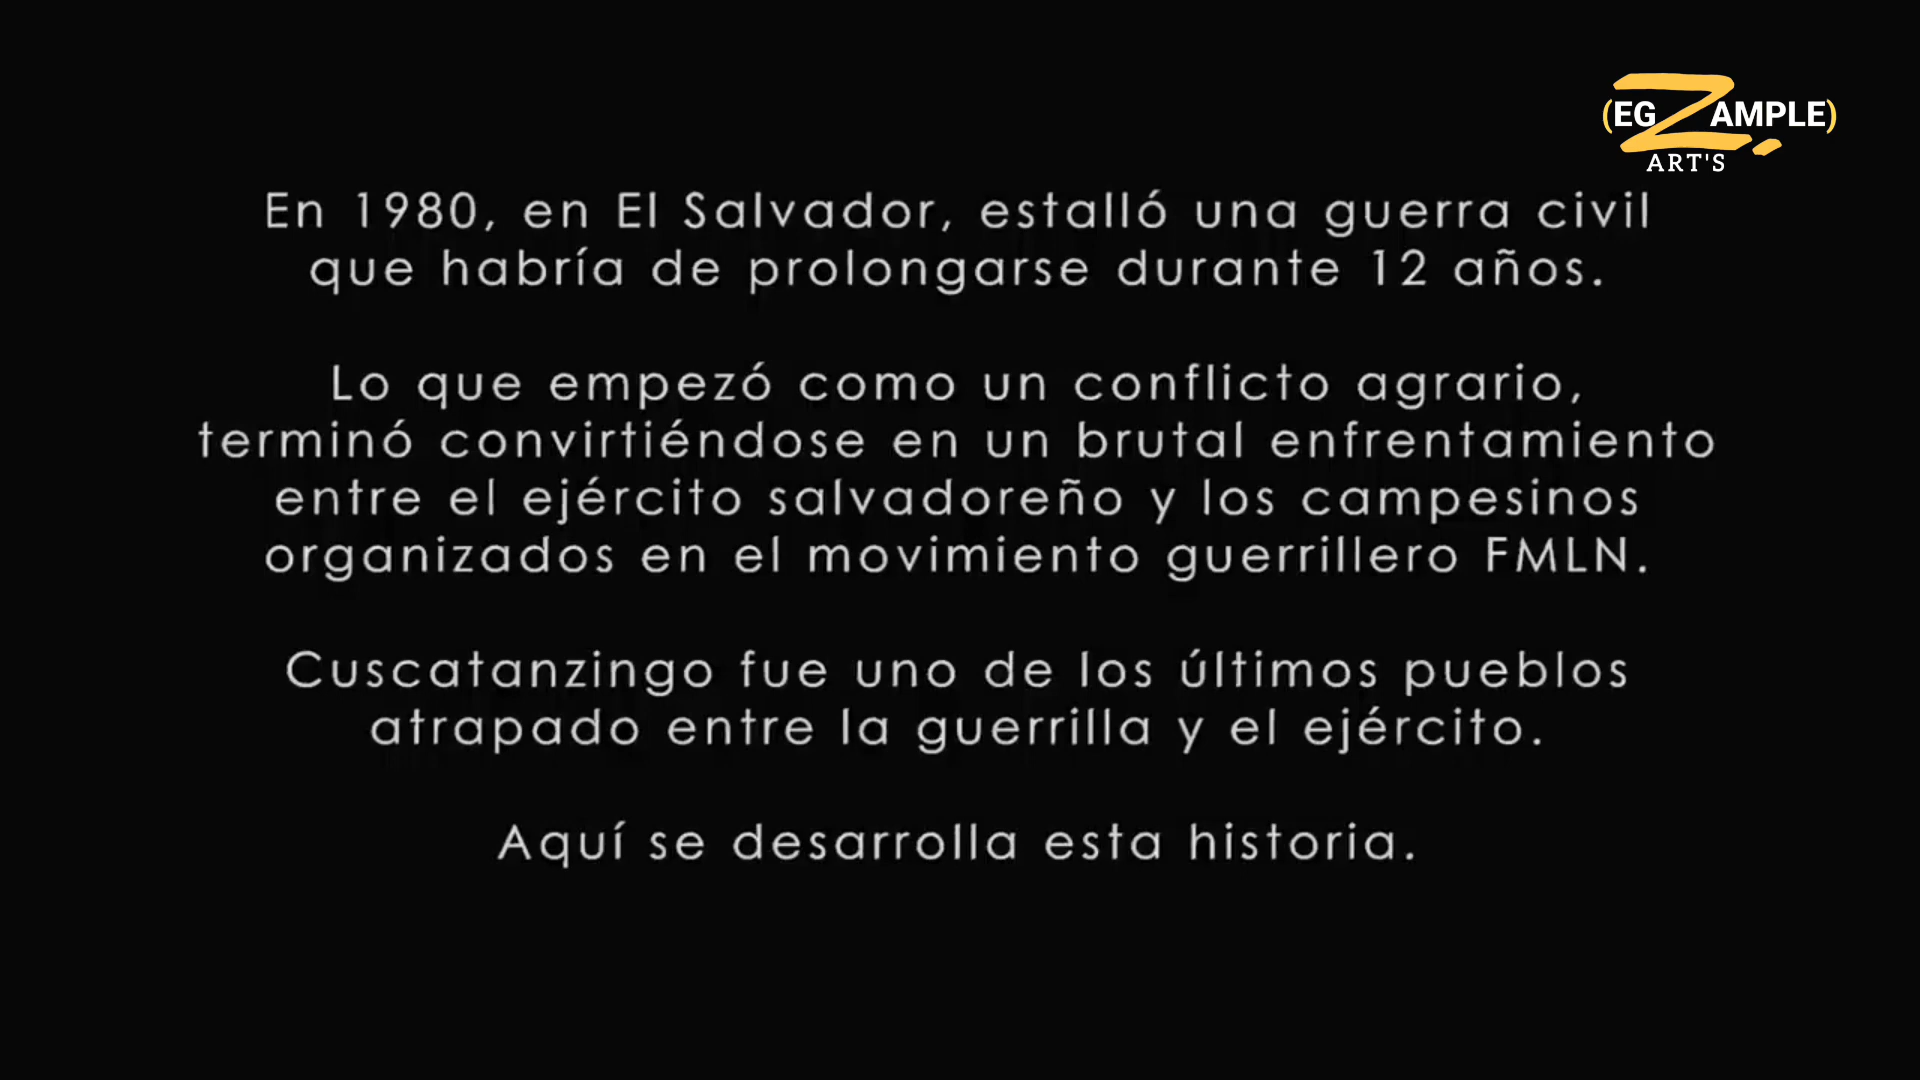 (EGZAMPLE)
ART'S
En 1980, en El Salvador, estalló una guerra civil
que habría de prolongarse durante 12 años.
Lo que empezó como un conflicto agrario,
terminó convirtiéndose en un brutal enfrentamiento
entre el ejército salvadoreño y los campesinos
organizados en el movimiento guerrillero FMLN.
Cuscatanzingo fue uno de los últimos pueblos
atrapado entre la guerrilla y el ejército.
Aquí se desarrolla esta historia.